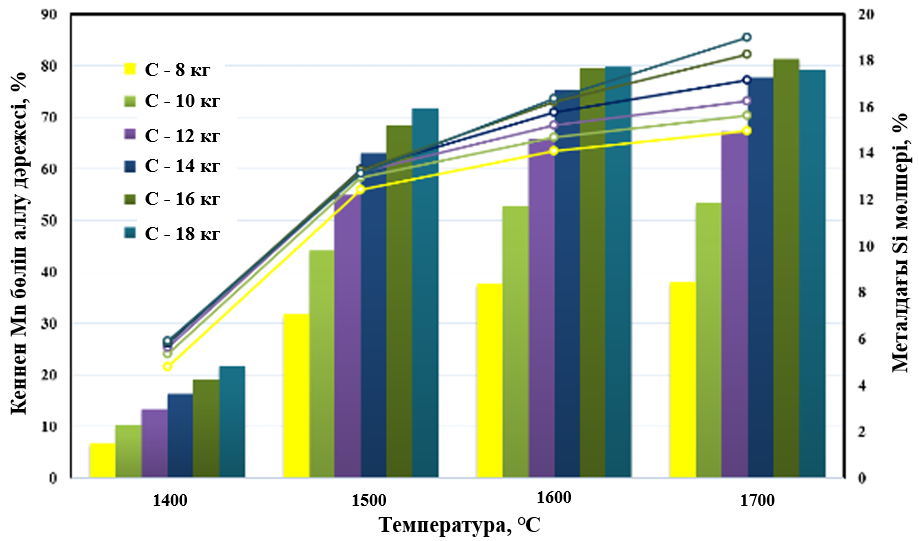 Кеннен Mn бөліп аллу дәрежесі, %
90
80
70
60
50
40
30
20
10
0
C - 8 кг
C - 10 кг
C - 12 кг
C - 14 кг
C - 16 кг
C - 18 кг
1400
1500
1600
1700
Температура, °C
20
18
16
14
12
10
8
6
4
2
0
Металдағы Si мөлшері, %